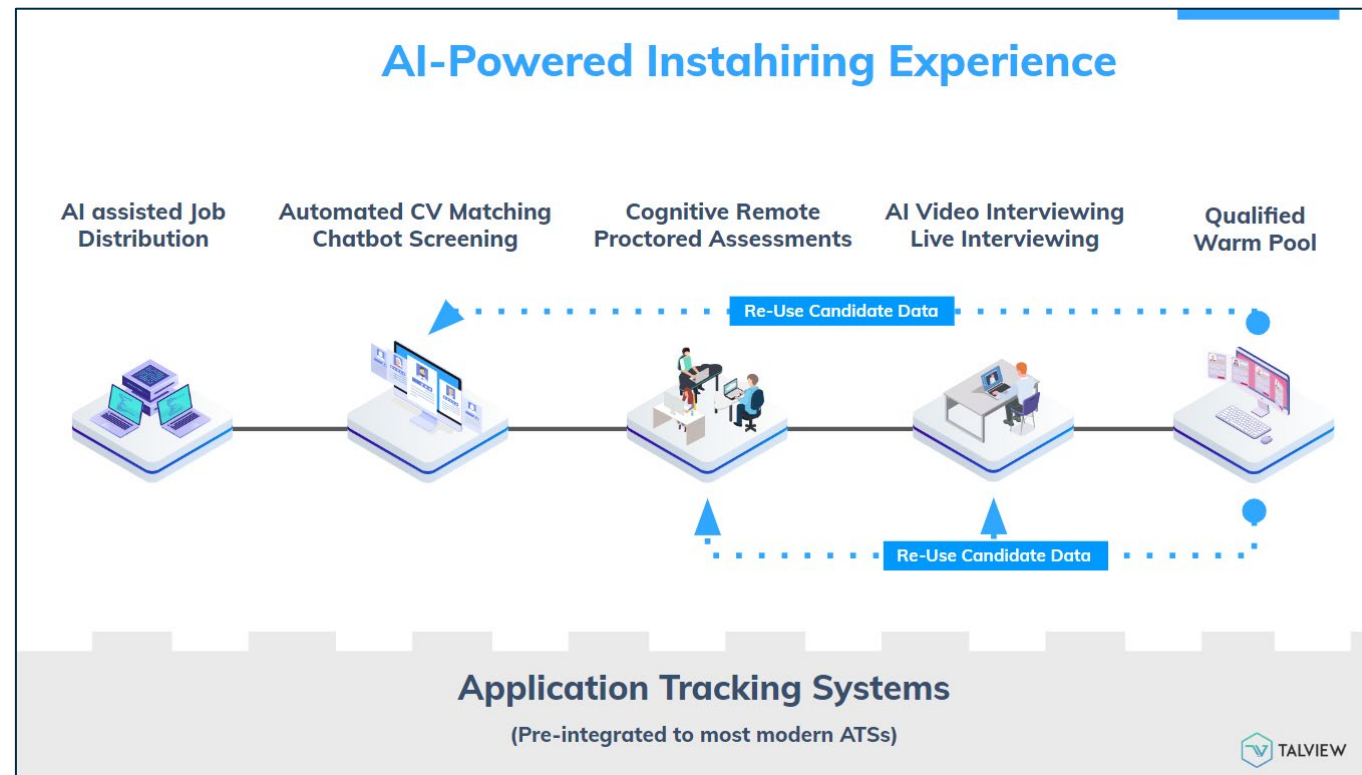 AI-Powered Instahiring Experience
AI assisted Job
Distribution
Automated CV Matching
Chatbot Screening
Cognitive Remote
Proctored Assessments
AI Video Interviewing
Live Interviewing
Qualified
Warm Pool
Re-Use Candidate Data
Re-Use Candidate Data
Application Tracking Systems
(Pre-integrated to most modern ATSs)
TALVIEW